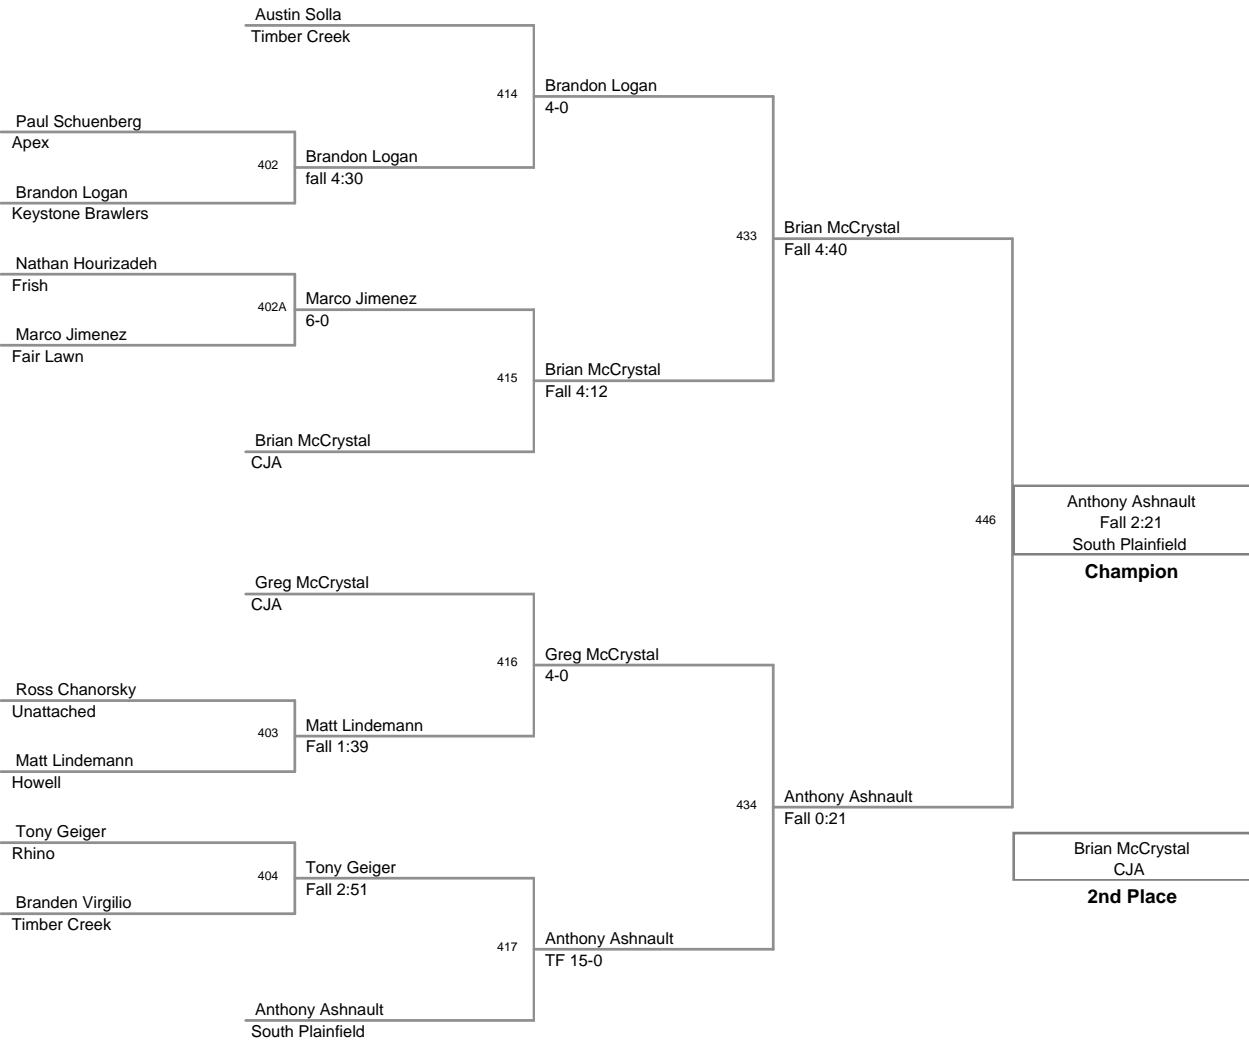 Austin Solla
Timber Creek
414
Brandon Logan
4-0
Paul Schuenberg
Apex
402
Brandon Logan
fall 4:30
Brandon Logan
Keystone Brawlers
433
Brian McCrystal
Fall 4:40
Nathan Hourizadeh
Frish
402A
Marco Jimenez
6-0
Marco Jimenez
Fair Lawn
415
Brian McCrystal
Fall 4:12
Brian McCrystal
CJA
446
Anthony Ashnault
Fall 2:21
South Plainfield
Champion
Greg McCrystal
CJA
416
Greg McCrystal
4-0
Ross Chanorsky
Unattached
403
Matt Lindemann
Fall 1:39
Matt Lindemann
Howell
434
Anthony Ashnault
Fall 0:21
Tony Geiger
Rhino
404
Tony Geiger
Fall 2:51
Branden Virgilio
Timber Creek
Brian McCrystal
CJA
2nd Place
417
Anthony Ashnault
TF 15-0
Anthony Ashnault
South Plainfield